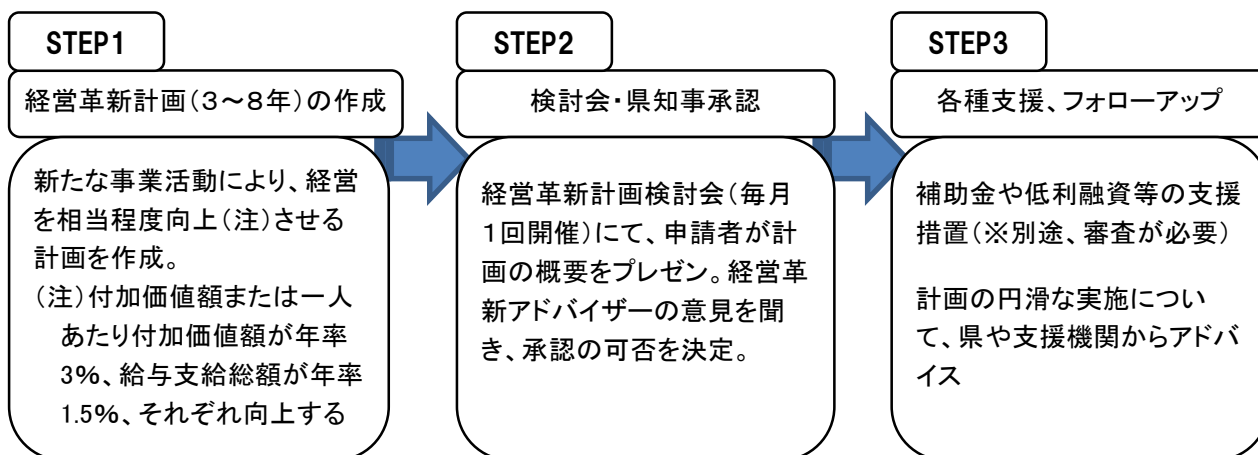 STEP1
経営革新計画(3~8年)の作成
新たな事業活動により、経営
を相当程度向上(注)させる
計画を作成。
(注)付加価値額または一人
あたり付加価値額が年率
3%、給与支給総額が年率
1.5%、それぞれ向上する
STEP2
検討会・県知事承認
経営革新計画検討会(毎月
1回開催)にて、申請者が計
画の概要をプレゼン。経営革
新アドバイザーの意見を聞
き、承認の可否を決定。
STEP3
各種支援、フォローアップ
補助金や低利融資等の支援
措置(※別途、審査が必要)
計画の円滑な実施につい
て、県や支援機関からアドバ
イス